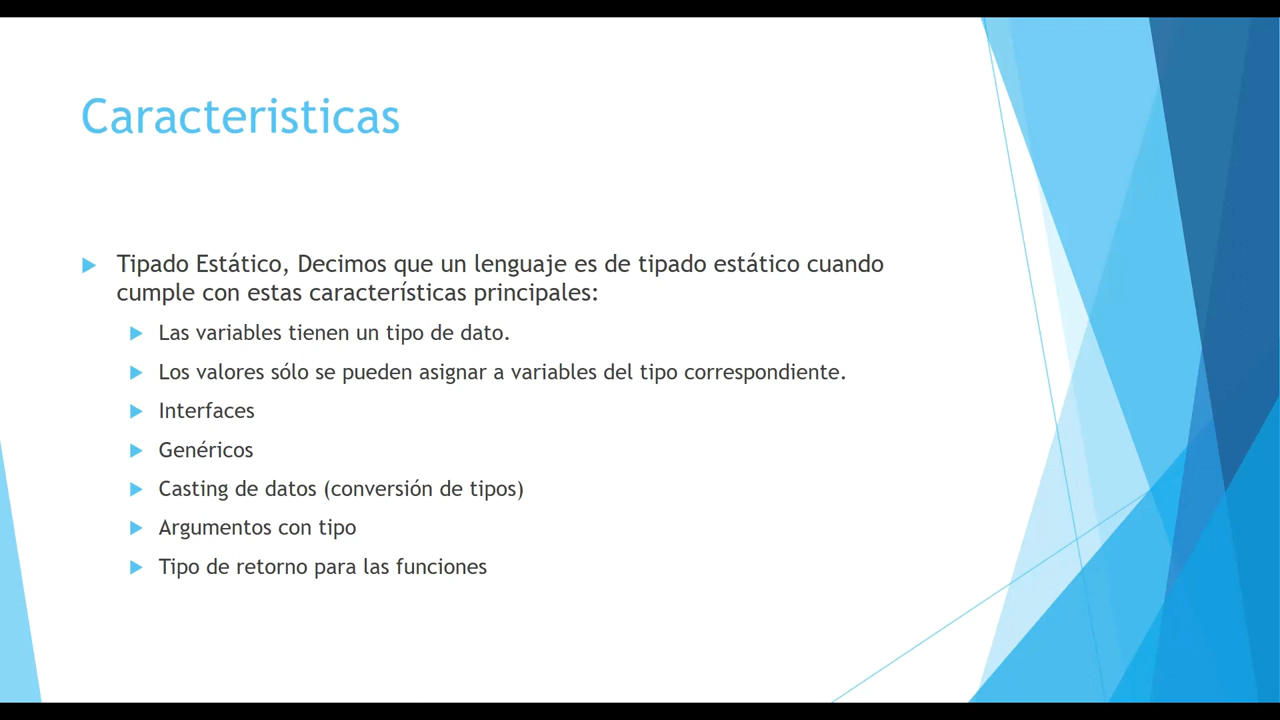 Caracteristicas
Tipado Estático, Decimos que un lenguaje es de tipado estático cuando
cumple con estas características principales:
Las variables tienen un tipo de dato.
Los valores sólo se pueden asignar a variables del tipo correspondiente.
Interfaces
Genéricos
Casting de datos (conversión de tipos)
Argumentos con tipo
Tipo de retorno para las funciones